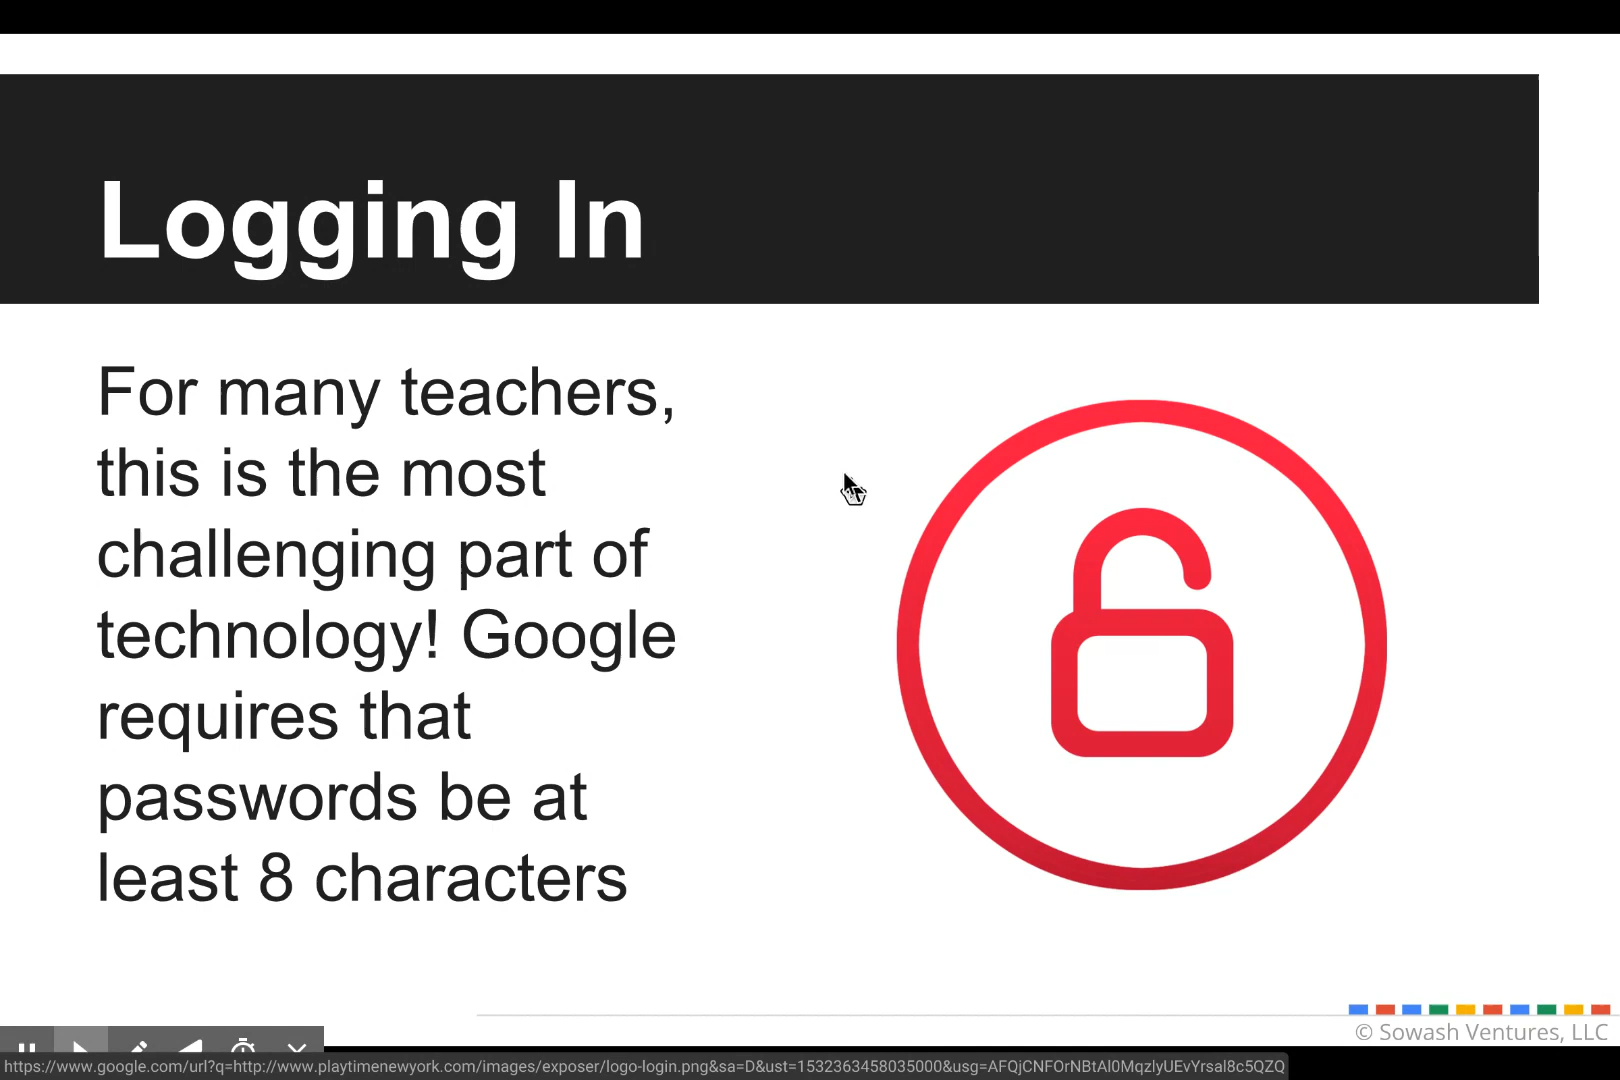 Logging In
For many teachers,
this is the most
challenging part of
technology! Google
requires that
passwords be at
least 8 characters
© Sowash Ventures, LLC
https://www.google.com/url?q=http://www.playtimenewyork.com/images/exposer/logo-login.png&sa=D&ust=1532363458035000&usg=AFQjCNFOrNBtAl0MqzlyUEvYrsal8c5QZQ